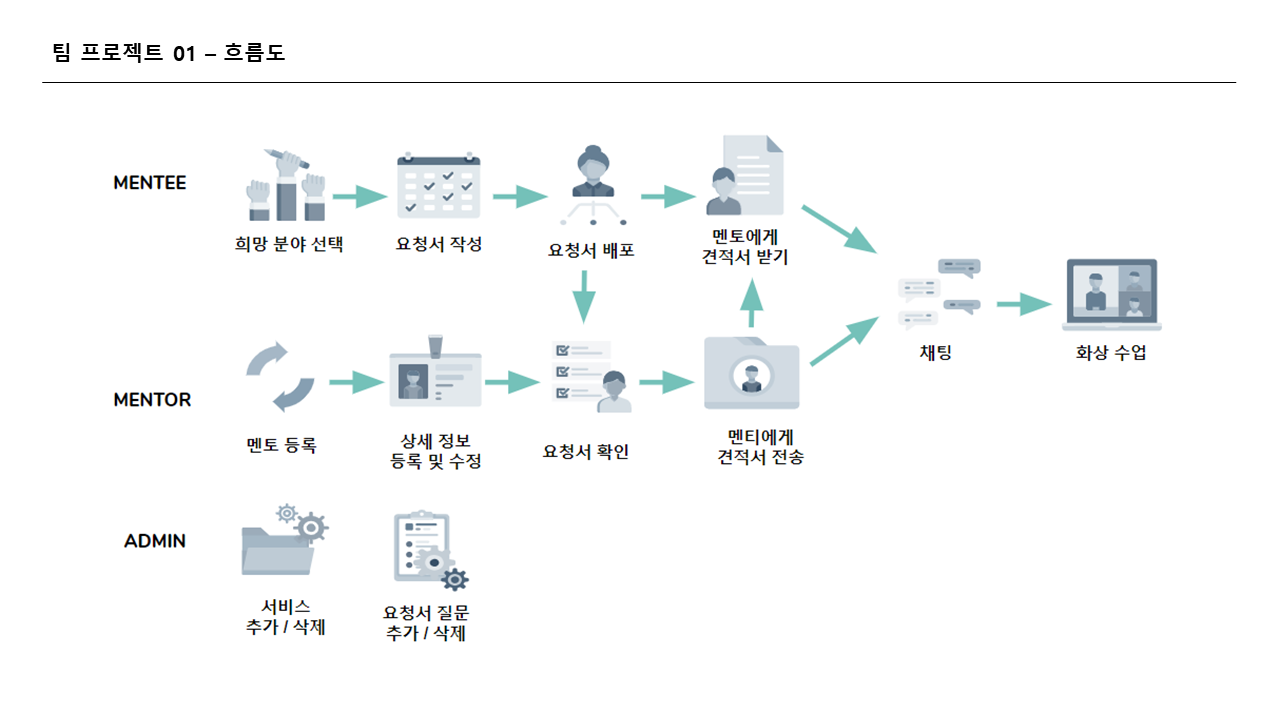 팀 프로젝트 01 – 흐름도
MENTEE
희망 분야 선택
요청서 작성
요청서 배포
멘토에게
견적서 받기
채팅
화상 수업
MENTOR
멘토 등록
상세 정보
등록 및 수정
요청서 확인
멘티에게
견적서 전송
ADMIN
서비스
추가 / 삭제
요청서 질문
추가 / 삭제